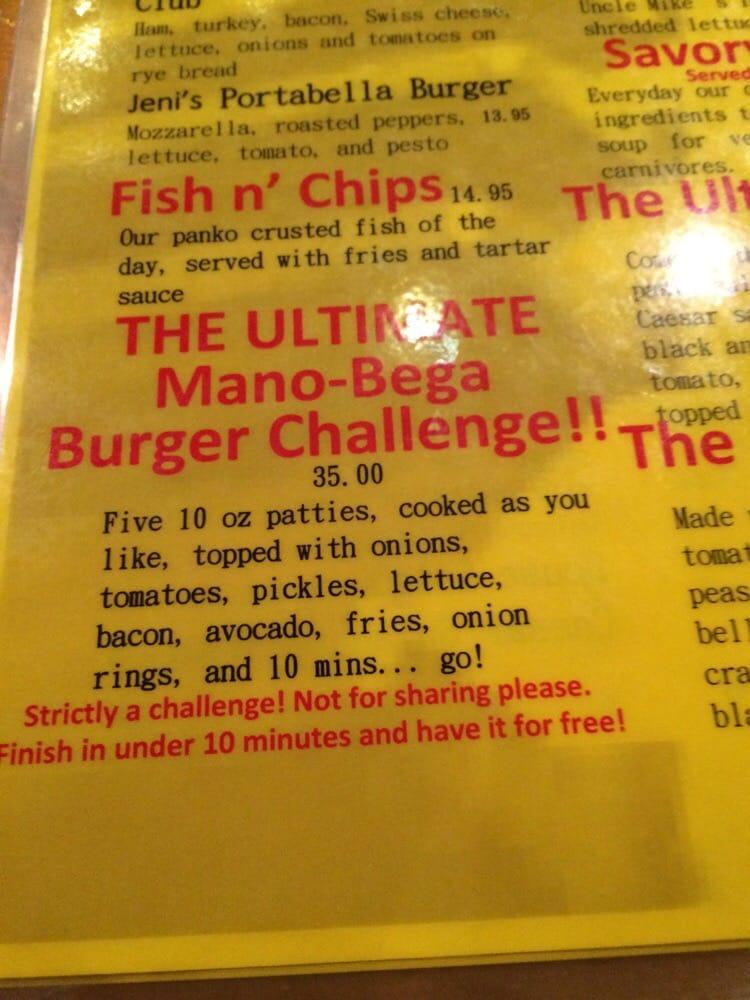 Club
Ham, turkey, bacon, Swiss cheese,
lettuce, onions and tomatoes on
rye bread
Jeni's Portabella Burger
Mozzarella, roasted peppers, 13.95
lettuce, tomato, and pesto
Fish n' Chips 14.95
Our panko crusted fish of the
day, served with fries and tartar
sauce
THE ULTIMATE
Mano-Bega
Burger Challenge!!
35.00
Five 10 oz patties, cooked as you
like, topped with onions,
tomatoes, pickles, lettuce,
bacon, avocado, fries, onion
rings, and 10 mins... go!
Strictly a challenge! Not for sharing please.
Finish in under 10 minutes and have it for free!
Uncle Mike's
shredded
Savory
Served
Everyday our
ingredients
soup for
carnivores.
The
Caesar
black
tomato,
topped
The
Made